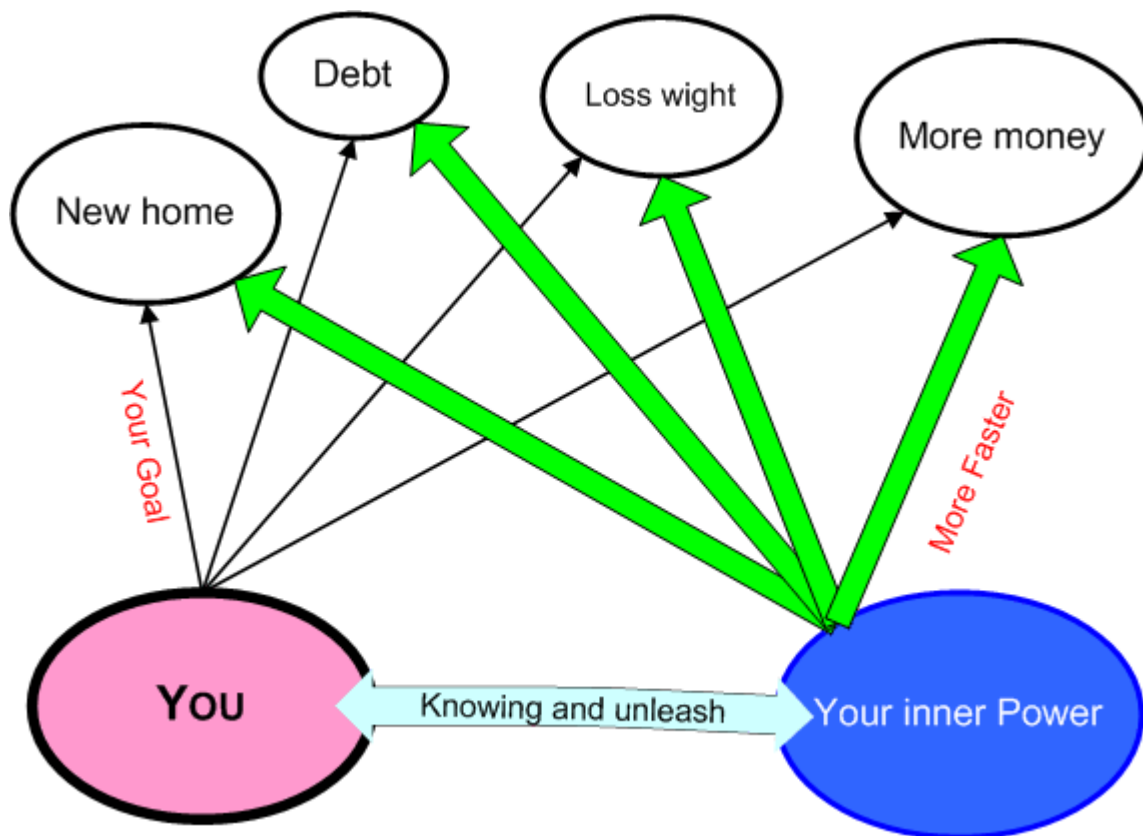 Debt
Loss wight
More money
New home
Your Goal
More Faster
YOU
Knowing and unleash
Your inner Power